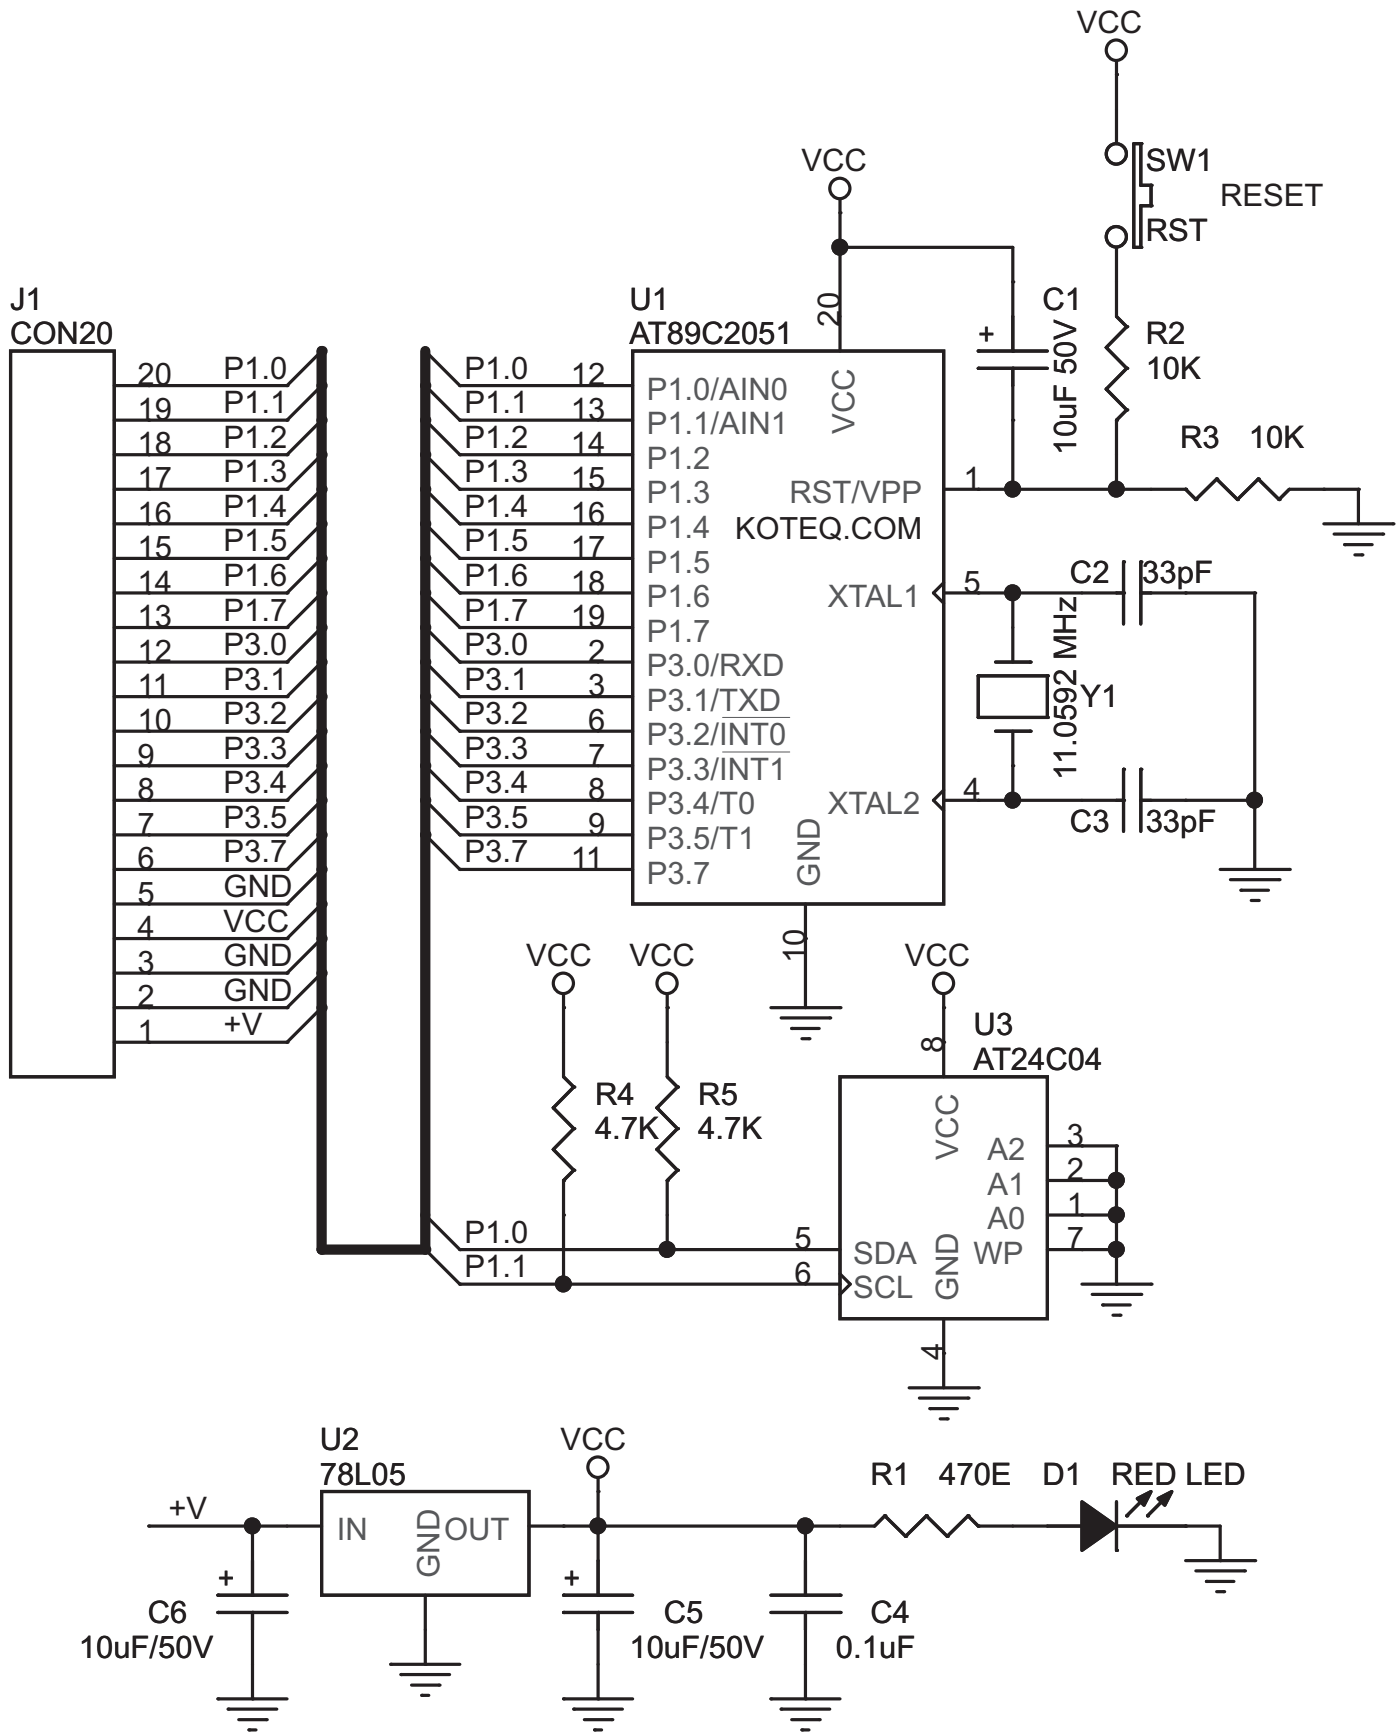 VCC
SW1
RESET
RST
VCC
J1
CON20
U1
AT89C2051
20
C1
10uF 50V
+
R2
10K
R3 10K
20 P1.0
19 P1.1
18 P1.2
17 P1.3
16 P1.4
15 P1.5
14 P1.6
13 P1.7
12 P3.0
11 P3.1
10 P3.2
9 P3.3
8 P3.4
7 P3.5
6 P3.7
5 GND
4 VCC
3 GND
2 GND
1 +V
P1.0 12 P1.0/AIN0
P1.1 13 P1.1/AIN1
P1.2 14 P1.2
P1.3 15 P1.3
P1.4 16 P1.4
P1.5 17 P1.5
P1.6 18 P1.6
P1.7 19 P1.7
P3.0 2 P3.0/RXD
P3.1 3 P3.1/TXD
P3.2 6 P3.2/INT0
P3.3 7 P3.3/INT1
P3.4 8 P3.4/T0
P3.5 9 P3.5/T1
P3.7 11 P3.7
VCC
RST/VPP 1
KOTEQ.COM
XTAL1 5
XTAL2 4
GND
10
C2 33pF
11.0592 MHz
Y1
C3 33pF
VCC
VCC
VCC
R4
4.7K
R5
4.7K
8
U3
AT24C04
VCC
A2 3
A1 2
A0 1
WP 7
GND
P1.0 5 SDA
P1.1 6 SCL
4
U2
78L05
VCC
+V
IN
GND
OUT
R1 470E
D1 RED LED
+
C6
10uF/50V
+
C5
10uF/50V
C4
0.1uF